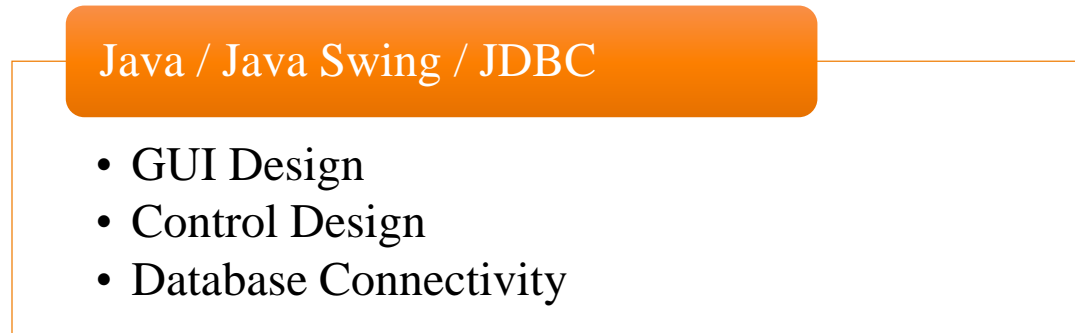 Java / Java Swing / JDBC
• GUI Design
• Control Design
• Database Connectivity